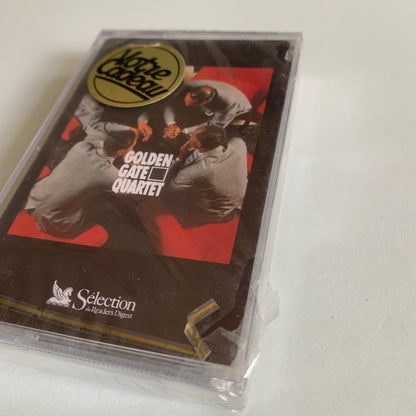 Notre
Cadeau
GOLDEN
GATE
QUARTET
Sélection
du Reader's Digest